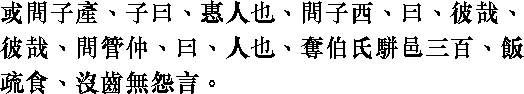 或問子產、子曰、惠人也、問子西、曰、彼哉、
彼哉、問管仲、曰、人也、奪伯氏駢邑三百、飯
疏食、沒齒無怨言。